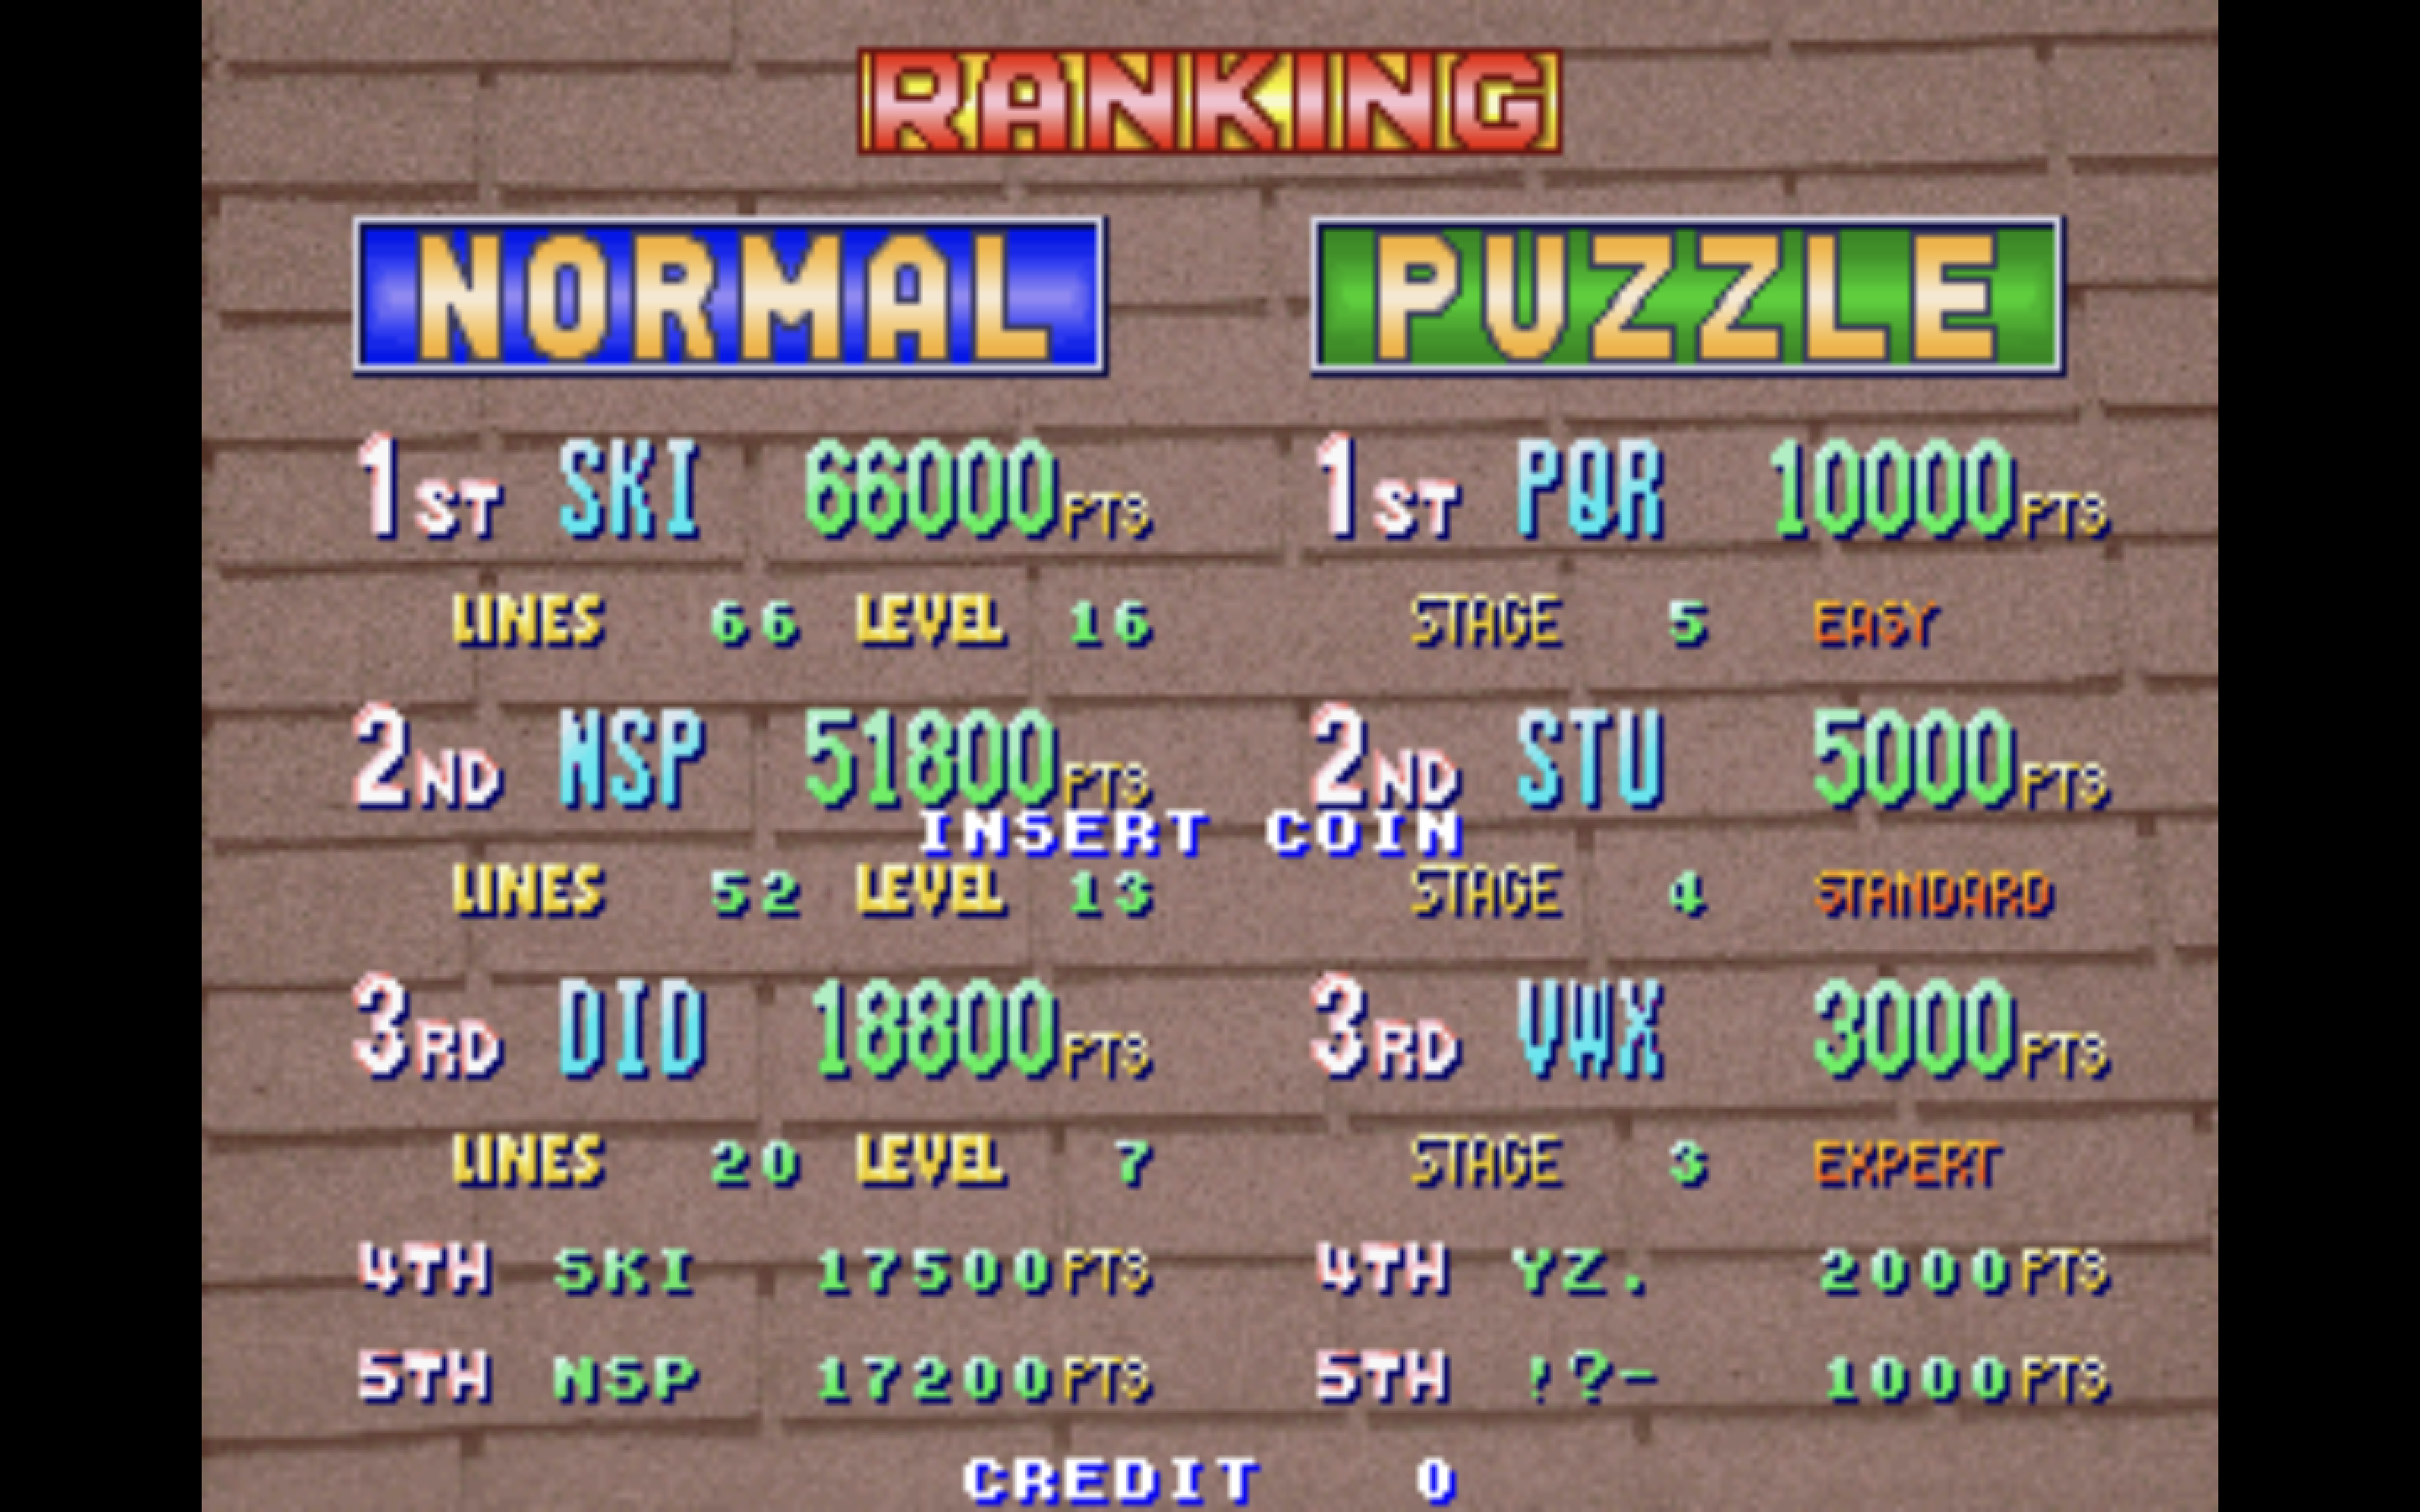 RANKING
NORMAL PUZZLE
1ST SKI 66000PTS 1ST PQR 10000PTS
LINES 66 LEVEL 16 STAGE 5 EASY
2ND NSP 51800PTS 2ND STU 5000PTS
INSERT COIN
LINES 52 LEVEL 13 STAGE 4 STANDARD
3RD DID 18800PTS 3RD VWX 3000PTS
LINES 20 LEVEL 7 STAGE 3 EXPERT
4TH SKI 17500PTS 4TH YZ. 2000PTS
5TH NSP 17200PTS 5TH !?- 1000PTS
CREDIT 0